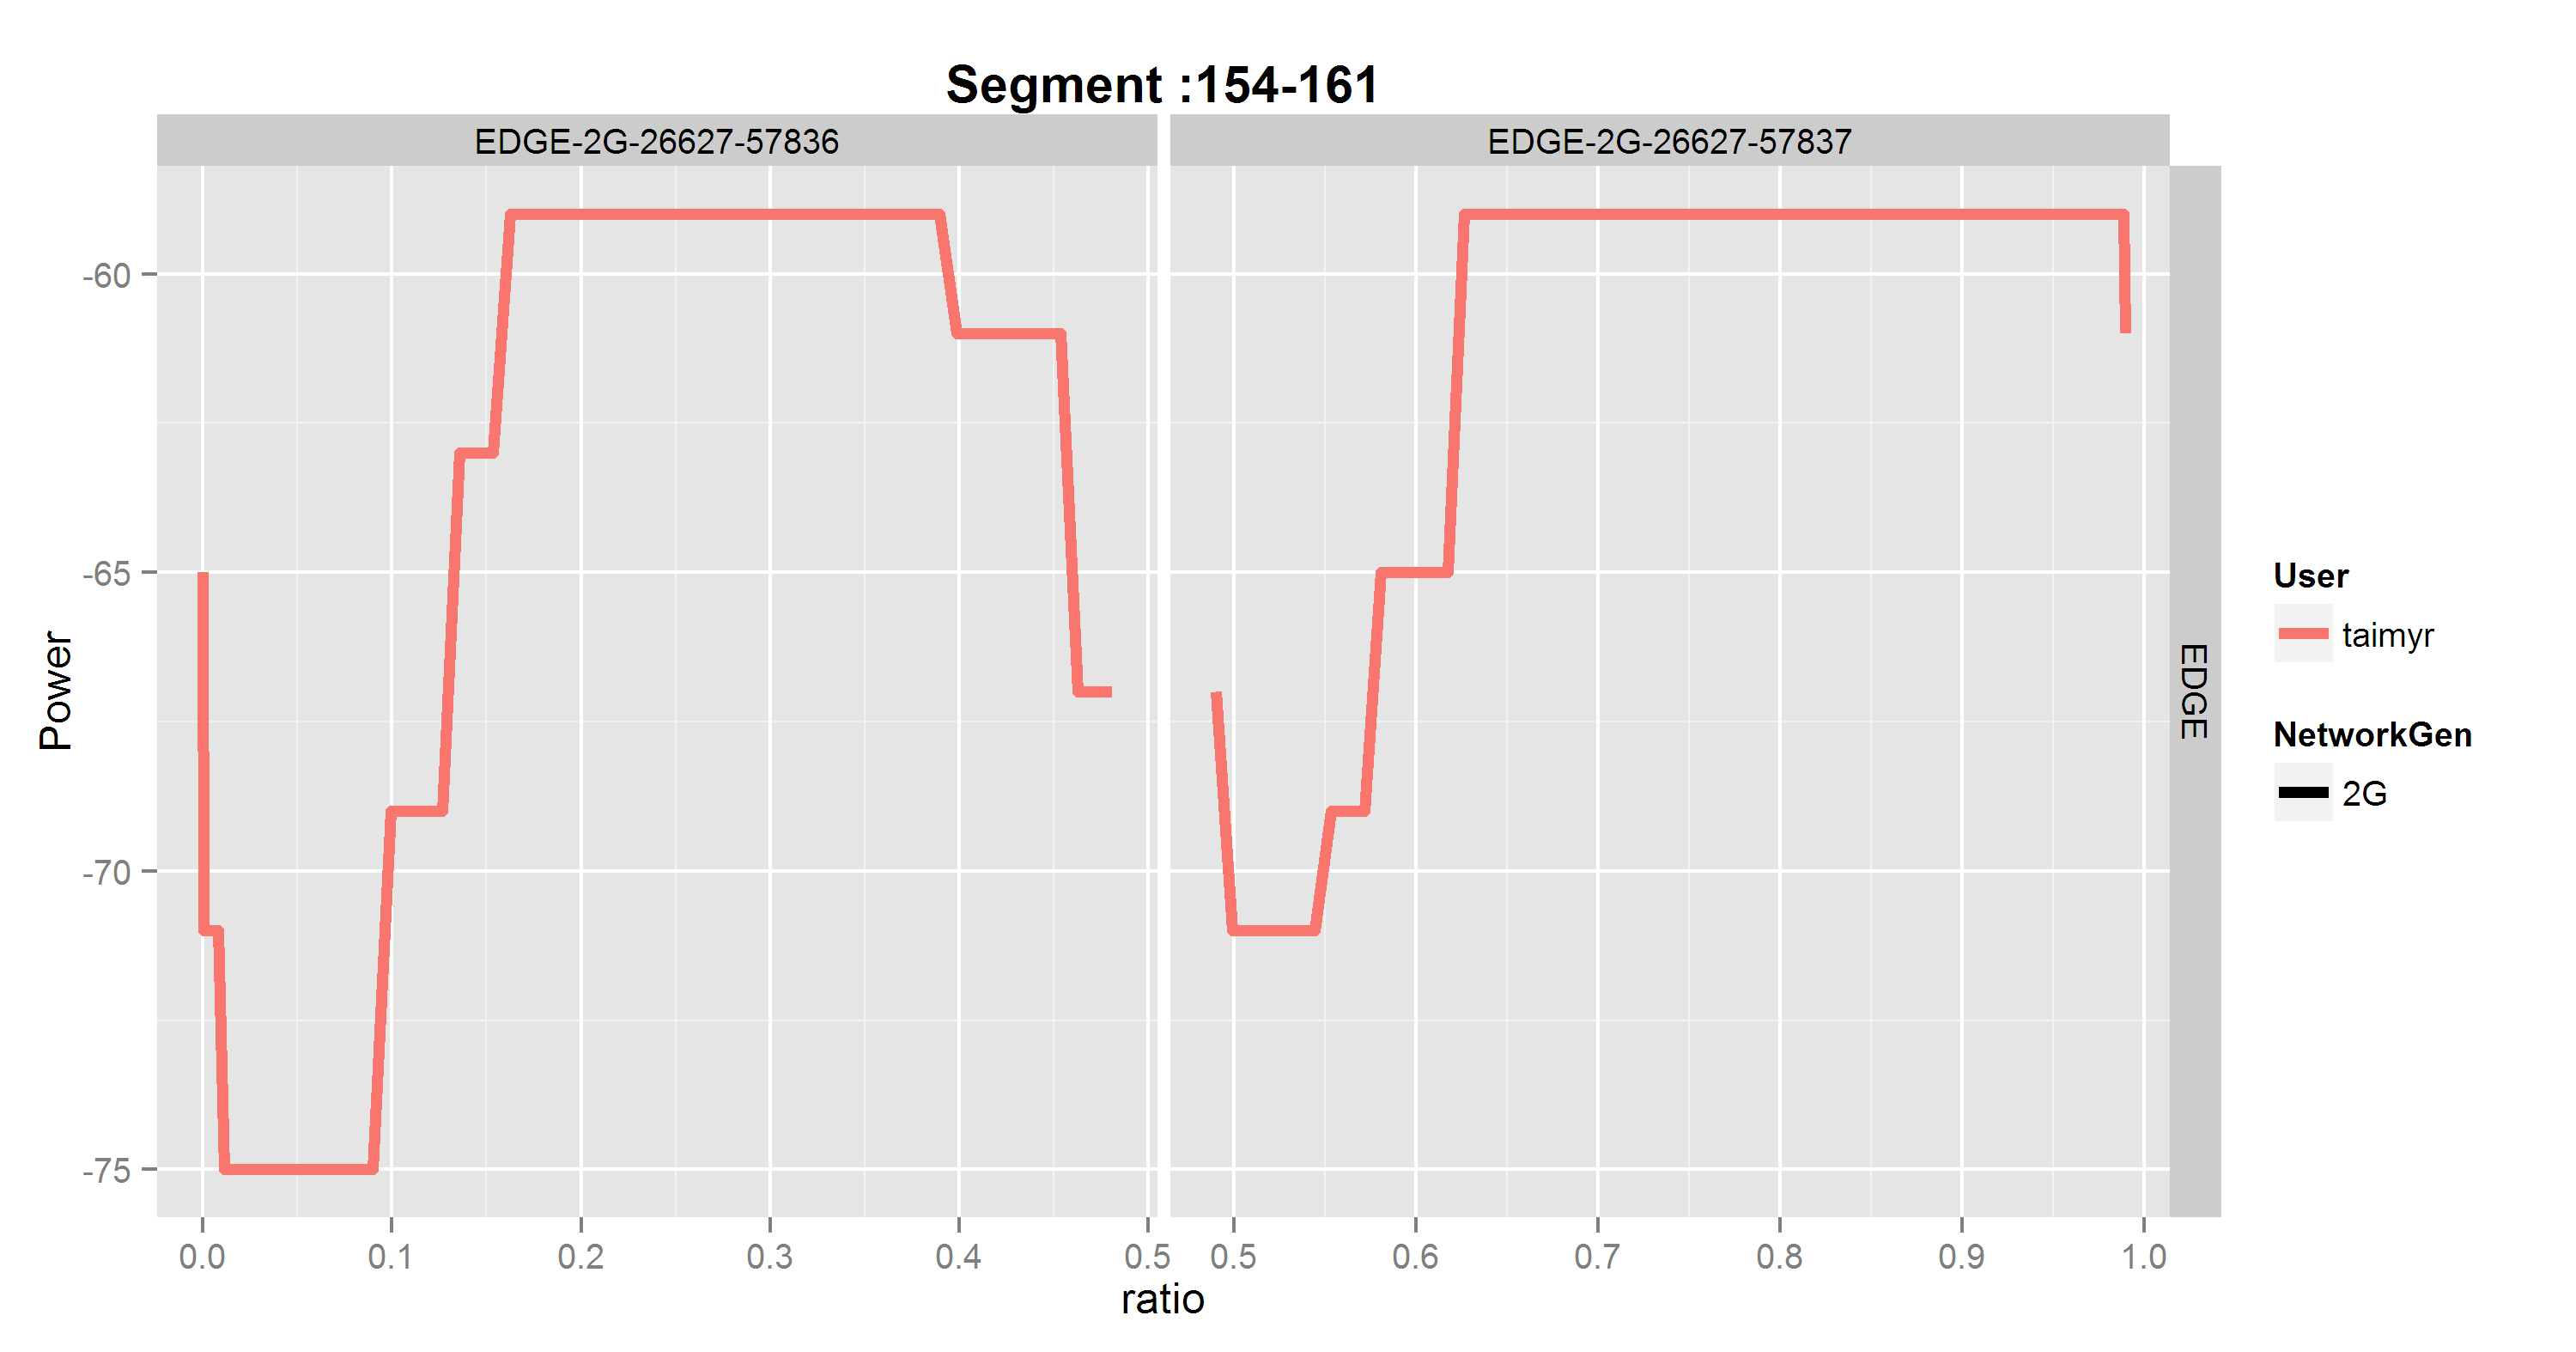 Segment :154-161
EDGE-2G-26627-57836
EDGE-2G-26627-57837
-60
-65
-70
-75
Power
EDGE
0.0 0.1 0.2 0.3 0.4 0.5 0.5 0.6 0.7 0.8 0.9 1.0
ratio
User
taimyr
NetworkGen
2G